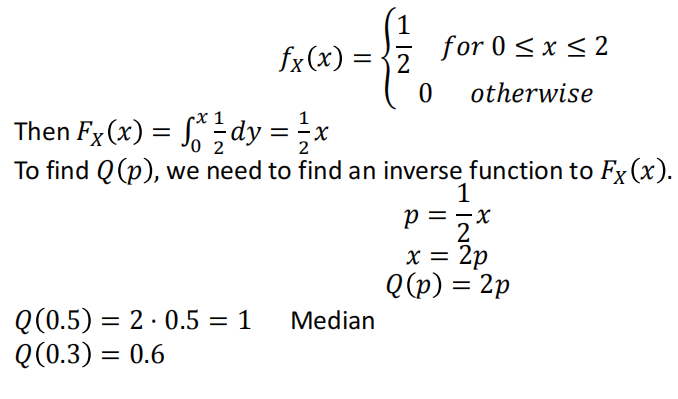 f_X(x) = { 1/2 for 0 ≤ x ≤ 2
0 otherwise
Then F_X(x) = ∫_0^x 1/2 dy = 1/2 x
To find Q(p), we need to find an inverse function to F_X(x).
p = 1/2 x
x = 2p
Q(p) = 2p
Q(0.5) = 2 · 0.5 = 1 Median
Q(0.3) = 0.6